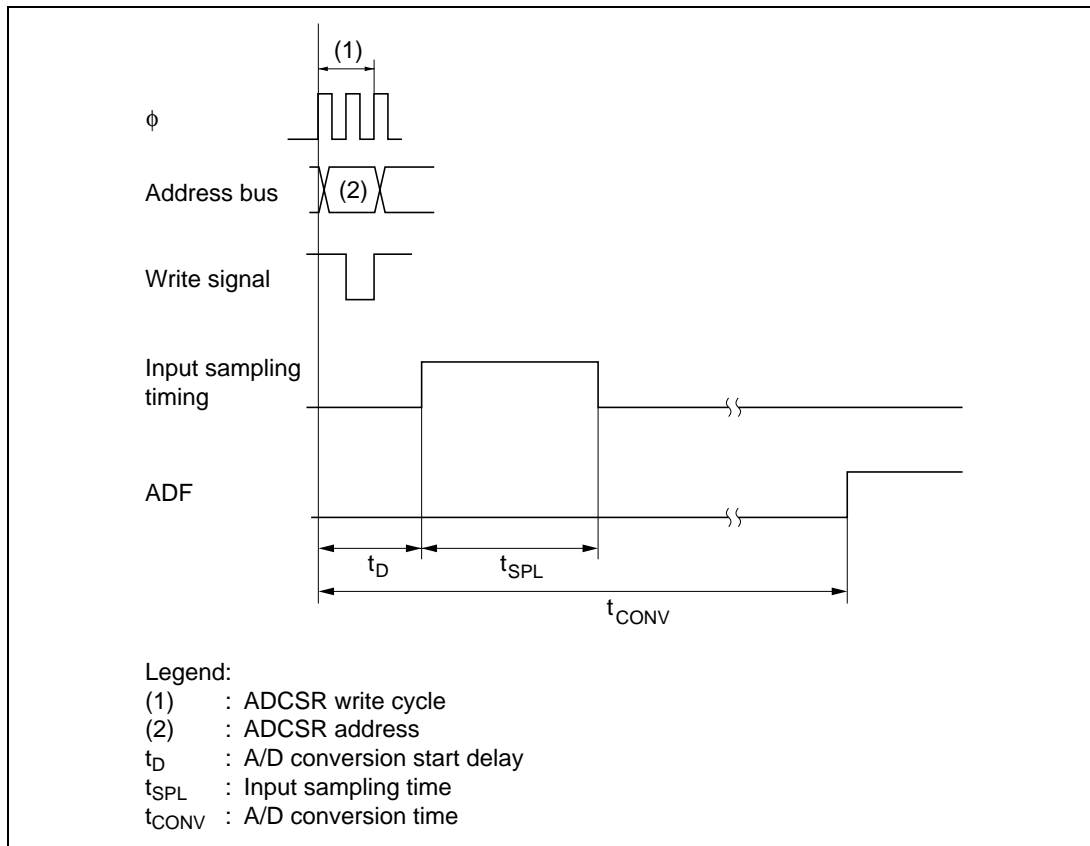 (1)
ϕ
Address bus
(2)
Write signal
Input sampling
timing
ADF
tD
tSPL
tCONV
Legend:
(1) : ADCSR write cycle
(2) : ADCSR address
tD : A/D conversion start delay
tSPL : Input sampling time
tCONV : A/D conversion time